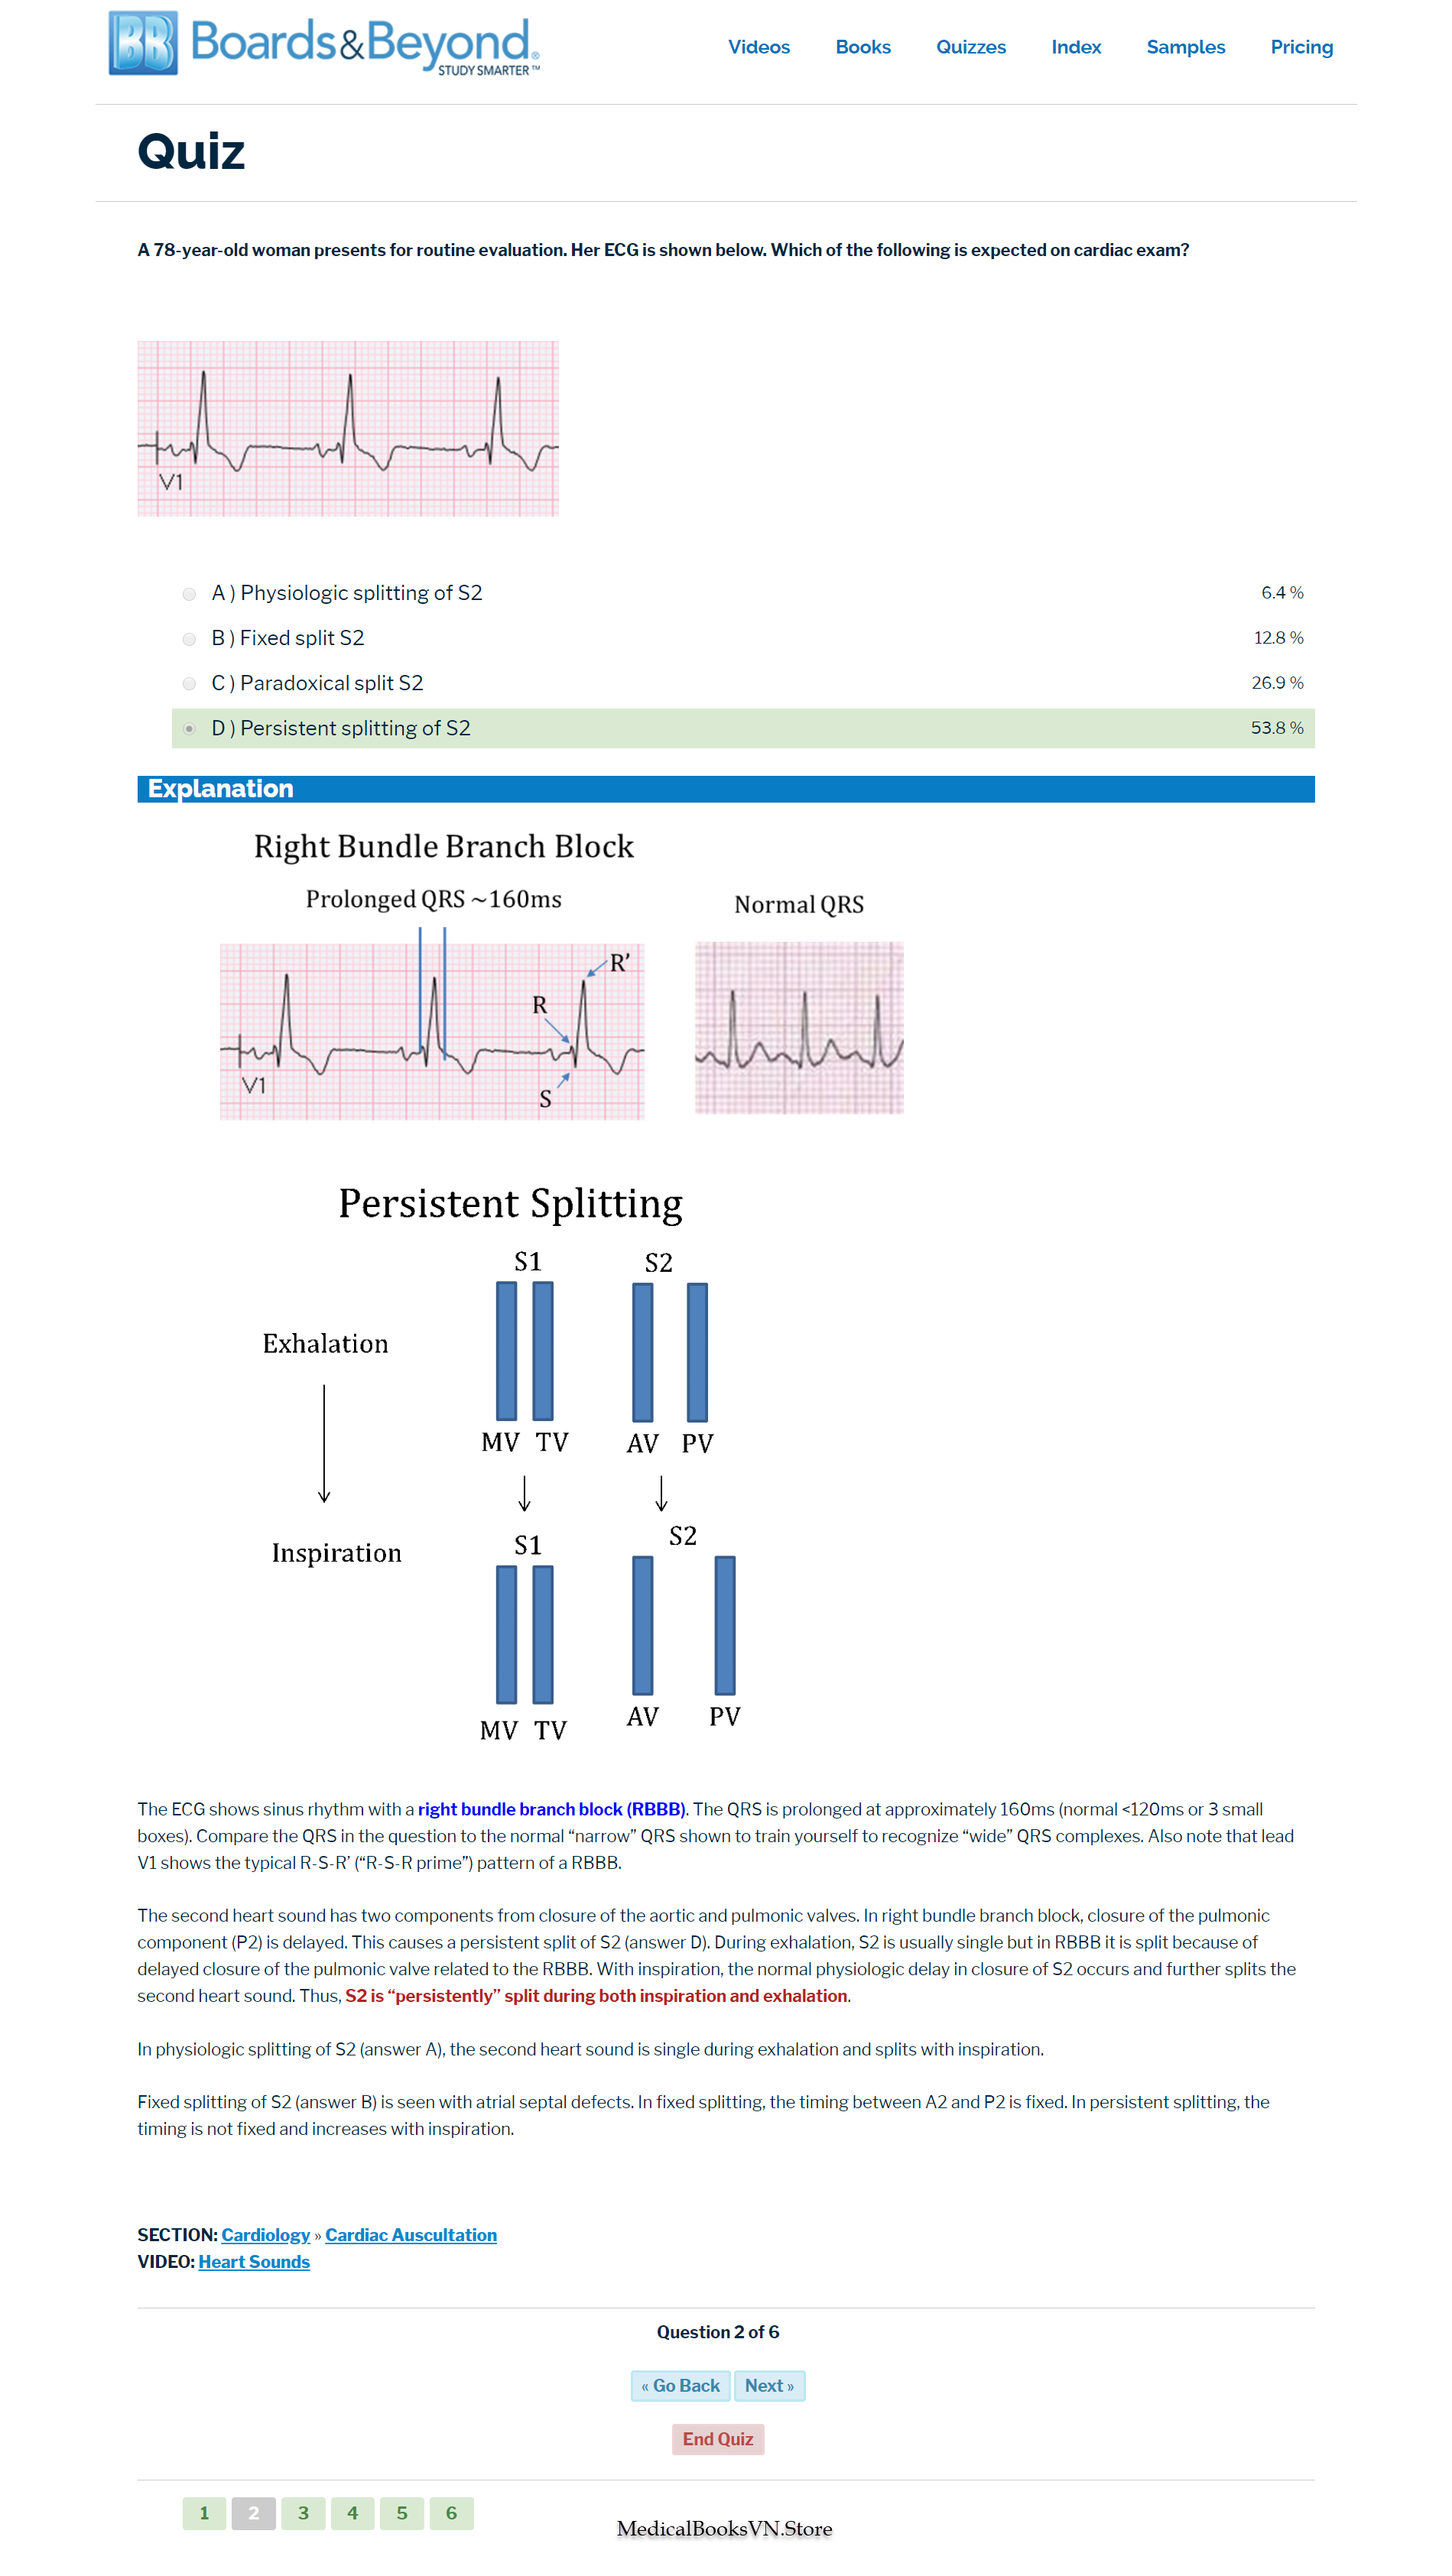 BB Boards&Beyond®
STUDY SMARTER™
Videos Books Quizzes Index Samples Pricing
Quiz
A 78-year-old woman presents for routine evaluation. Her ECG is shown below. Which of the following is expected on cardiac exam?
V1
A ) Physiologic splitting of S2 6.4 %
B ) Fixed split S2 12.8 %
C ) Paradoxical split S2 26.9 %
D ) Persistent splitting of S2 53.8 %
Explanation
Right Bundle Branch Block
Prolonged QRS ~160ms
Normal QRS
R’
R
S
V1
Persistent Splitting
S1 S2
Exhalation
MV TV AV PV
S1 S2
Inspiration
MV TV AV PV
The ECG shows sinus rhythm with a right bundle branch block (RBBB). The QRS is prolonged at approximately 160ms (normal <120ms or 3 small
boxes). Compare the QRS in the question to the normal “narrow” QRS shown to train yourself to recognize “wide” QRS complexes. Also note that lead
V1 shows the typical R-S-R’ (“R-S-R prime”) pattern of a RBBB.
The second heart sound has two components from closure of the aortic and pulmonic valves. In right bundle branch block, closure of the pulmonic
component (P2) is delayed. This causes a persistent split of S2 (answer D). During exhalation, S2 is usually single but in RBBB it is split because of
delayed closure of the pulmonic valve related to the RBBB. With inspiration, the normal physiologic delay in closure of S2 occurs and further splits the
second heart sound. Thus, S2 is “persistently” split during both inspiration and exhalation.
In physiologic splitting of S2 (answer A), the second heart sound is single during exhalation and splits with inspiration.
Fixed splitting of S2 (answer B) is seen with atrial septal defects. In fixed splitting, the timing between A2 and P2 is fixed. In persistent splitting, the
timing is not fixed and increases with inspiration.
SECTION: Cardiology » Cardiac Auscultation
VIDEO: Heart Sounds
Question 2 of 6
« Go Back Next »
End Quiz
1 2 3 4 5 6
MedicalBooksVN.Store